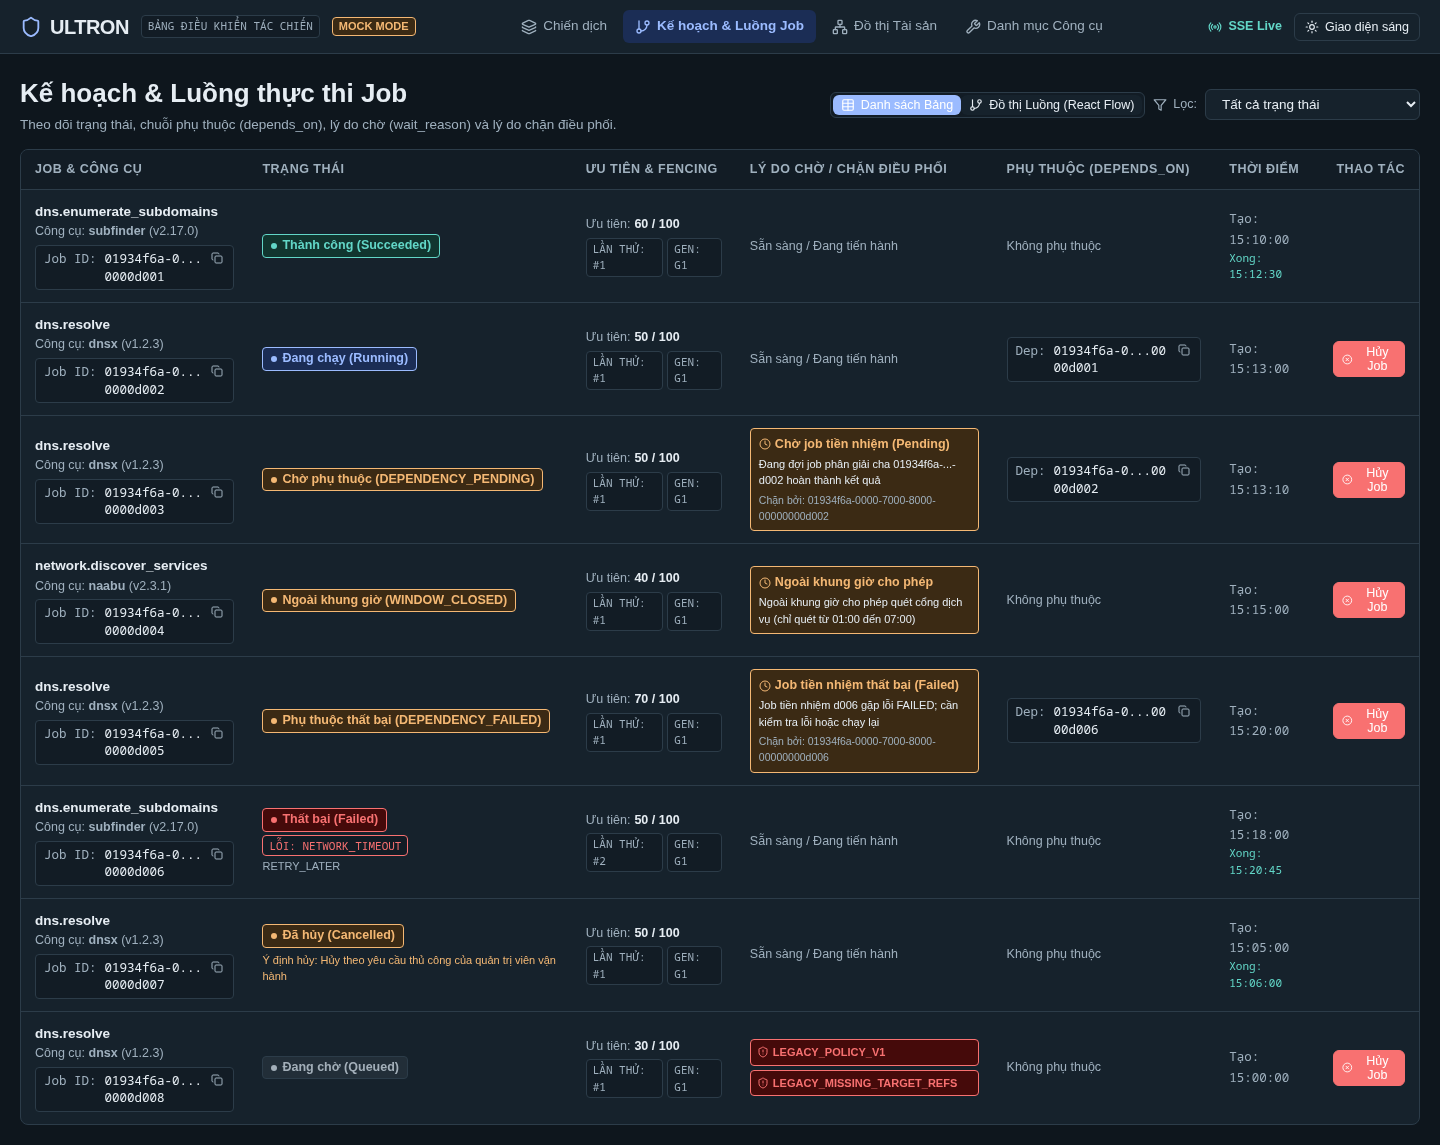 ULTRON
BẢNG ĐIỀU KHIỂN TÁC CHIẾN
MOCK MODE
Chiến dịch
Kế hoạch & Luồng Job
Đồ thị Tài sản
Danh mục Công cụ
SSE Live
Giao diện sáng
Kế hoạch & Luồng thực thi Job
Theo dõi trạng thái, chuỗi phụ thuộc (depends_on), lý do chờ (wait_reason) và lý do chặn điều phối.
Danh sách Bảng
Đồ thị Luồng (React Flow)
Lọc:
Tất cả trạng thái
JOB & CÔNG CỤ
TRẠNG THÁI
ƯU TIÊN & FENCING
LÝ DO CHỜ / CHẶN ĐIỀU PHỐI
PHỤ THUỘC (DEPENDS_ON)
THỜI ĐIỂM
THAO TÁC
dns.enumerate_subdomains
Công cụ: subfinder (v2.17.0)
Job ID: 01934f6a-0...
0000d001
Thành công (Succeeded)
Ưu tiên: 60 / 100
LẦN THỬ:
#1
GEN:
G1
Sẵn sàng / Đang tiến hành
Không phụ thuộc
Tạo:
15:10:00
Xong:
15:12:30
dns.resolve
Công cụ: dnsx (v1.2.3)
Job ID: 01934f6a-0...
0000d002
Đang chạy (Running)
Ưu tiên: 50 / 100
LẦN THỬ:
#1
GEN:
G1
Sẵn sàng / Đang tiến hành
Dep: 01934f6a-0...00
00d001
Tạo:
15:13:00
Hủy
Job
dns.resolve
Công cụ: dnsx (v1.2.3)
Job ID: 01934f6a-0...
0000d003
Chờ phụ thuộc (DEPENDENCY_PENDING)
Ưu tiên: 50 / 100
LẦN THỬ:
#1
GEN:
G1
Chờ job tiền nhiệm (Pending)
Đang đợi job phân giải cha 01934f6a-...-
d002 hoàn thành kết quả
Chặn bởi: 01934f6a-0000-7000-8000-
00000000d002
Dep: 01934f6a-0...00
00d002
Tạo:
15:13:10
Hủy
Job
network.discover_services
Công cụ: naabu (v2.3.1)
Job ID: 01934f6a-0...
0000d004
Ngoài khung giờ (WINDOW_CLOSED)
Ưu tiên: 40 / 100
LẦN THỬ:
#1
GEN:
G1
Ngoài khung giờ cho phép
Ngoài khung giờ cho phép quét cổng dịch
vụ (chỉ quét từ 01:00 đến 07:00)
Không phụ thuộc
Tạo:
15:15:00
Hủy
Job
dns.resolve
Công cụ: dnsx (v1.2.3)
Job ID: 01934f6a-0...
0000d005
Phụ thuộc thất bại (DEPENDENCY_FAILED)
Ưu tiên: 70 / 100
LẦN THỬ:
#1
GEN:
G1
Job tiền nhiệm thất bại (Failed)
Job tiền nhiệm d006 gặp lỗi FAILED; cần
kiểm tra lỗi hoặc chạy lại
Chặn bởi: 01934f6a-0000-7000-8000-
00000000d006
Dep: 01934f6a-0...00
00d006
Tạo:
15:20:00
Hủy
Job
dns.enumerate_subdomains
Công cụ: subfinder (v2.17.0)
Job ID: 01934f6a-0...
0000d006
Thất bại (Failed)
LỖI: NETWORK_TIMEOUT
RETRY_LATER
Ưu tiên: 50 / 100
LẦN THỬ:
#2
GEN:
G1
Sẵn sàng / Đang tiến hành
Không phụ thuộc
Tạo:
15:18:00
Xong:
15:20:45
dns.resolve
Công cụ: dnsx (v1.2.3)
Job ID: 01934f6a-0...
0000d007
Đã hủy (Cancelled)
Ý định hủy: Hủy theo yêu cầu thủ công của quản trị viên vận
hành
Ưu tiên: 50 / 100
LẦN THỬ:
#1
GEN:
G1
Sẵn sàng / Đang tiến hành
Không phụ thuộc
Tạo:
15:05:00
Xong:
15:06:00
dns.resolve
Công cụ: dnsx (v1.2.3)
Job ID: 01934f6a-0...
0000d008
Đang chờ (Queued)
Ưu tiên: 30 / 100
LẦN THỬ:
#1
GEN:
G1
LEGACY_POLICY_V1
LEGACY_MISSING_TARGET_REFS
Không phụ thuộc
Tạo:
15:00:00
Hủy
Job